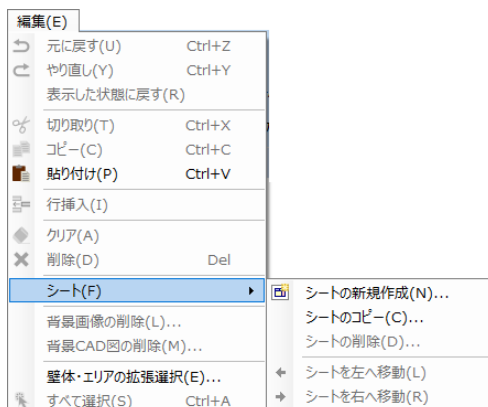 編集(E)
元に戻す(U) Ctrl+Z
やり直し(Y) Ctrl+Y
表示した状態に戻す(R)
切り取り(T) Ctrl+X
コピー(C) Ctrl+C
貼り付け(P) Ctrl+V
行挿入(I)
クリア(A)
削除(D) Del
シート(F)
シートの新規作成(N)...
シートのコピー(C)...
シートの削除(D)...
シートを左へ移動(L)
シートを右へ移動(R)
背景画像の削除(L)...
背景CAD図の削除(M)...
壁体・エリアの拡張選択(E)...
すべて選択(S) Ctrl+A